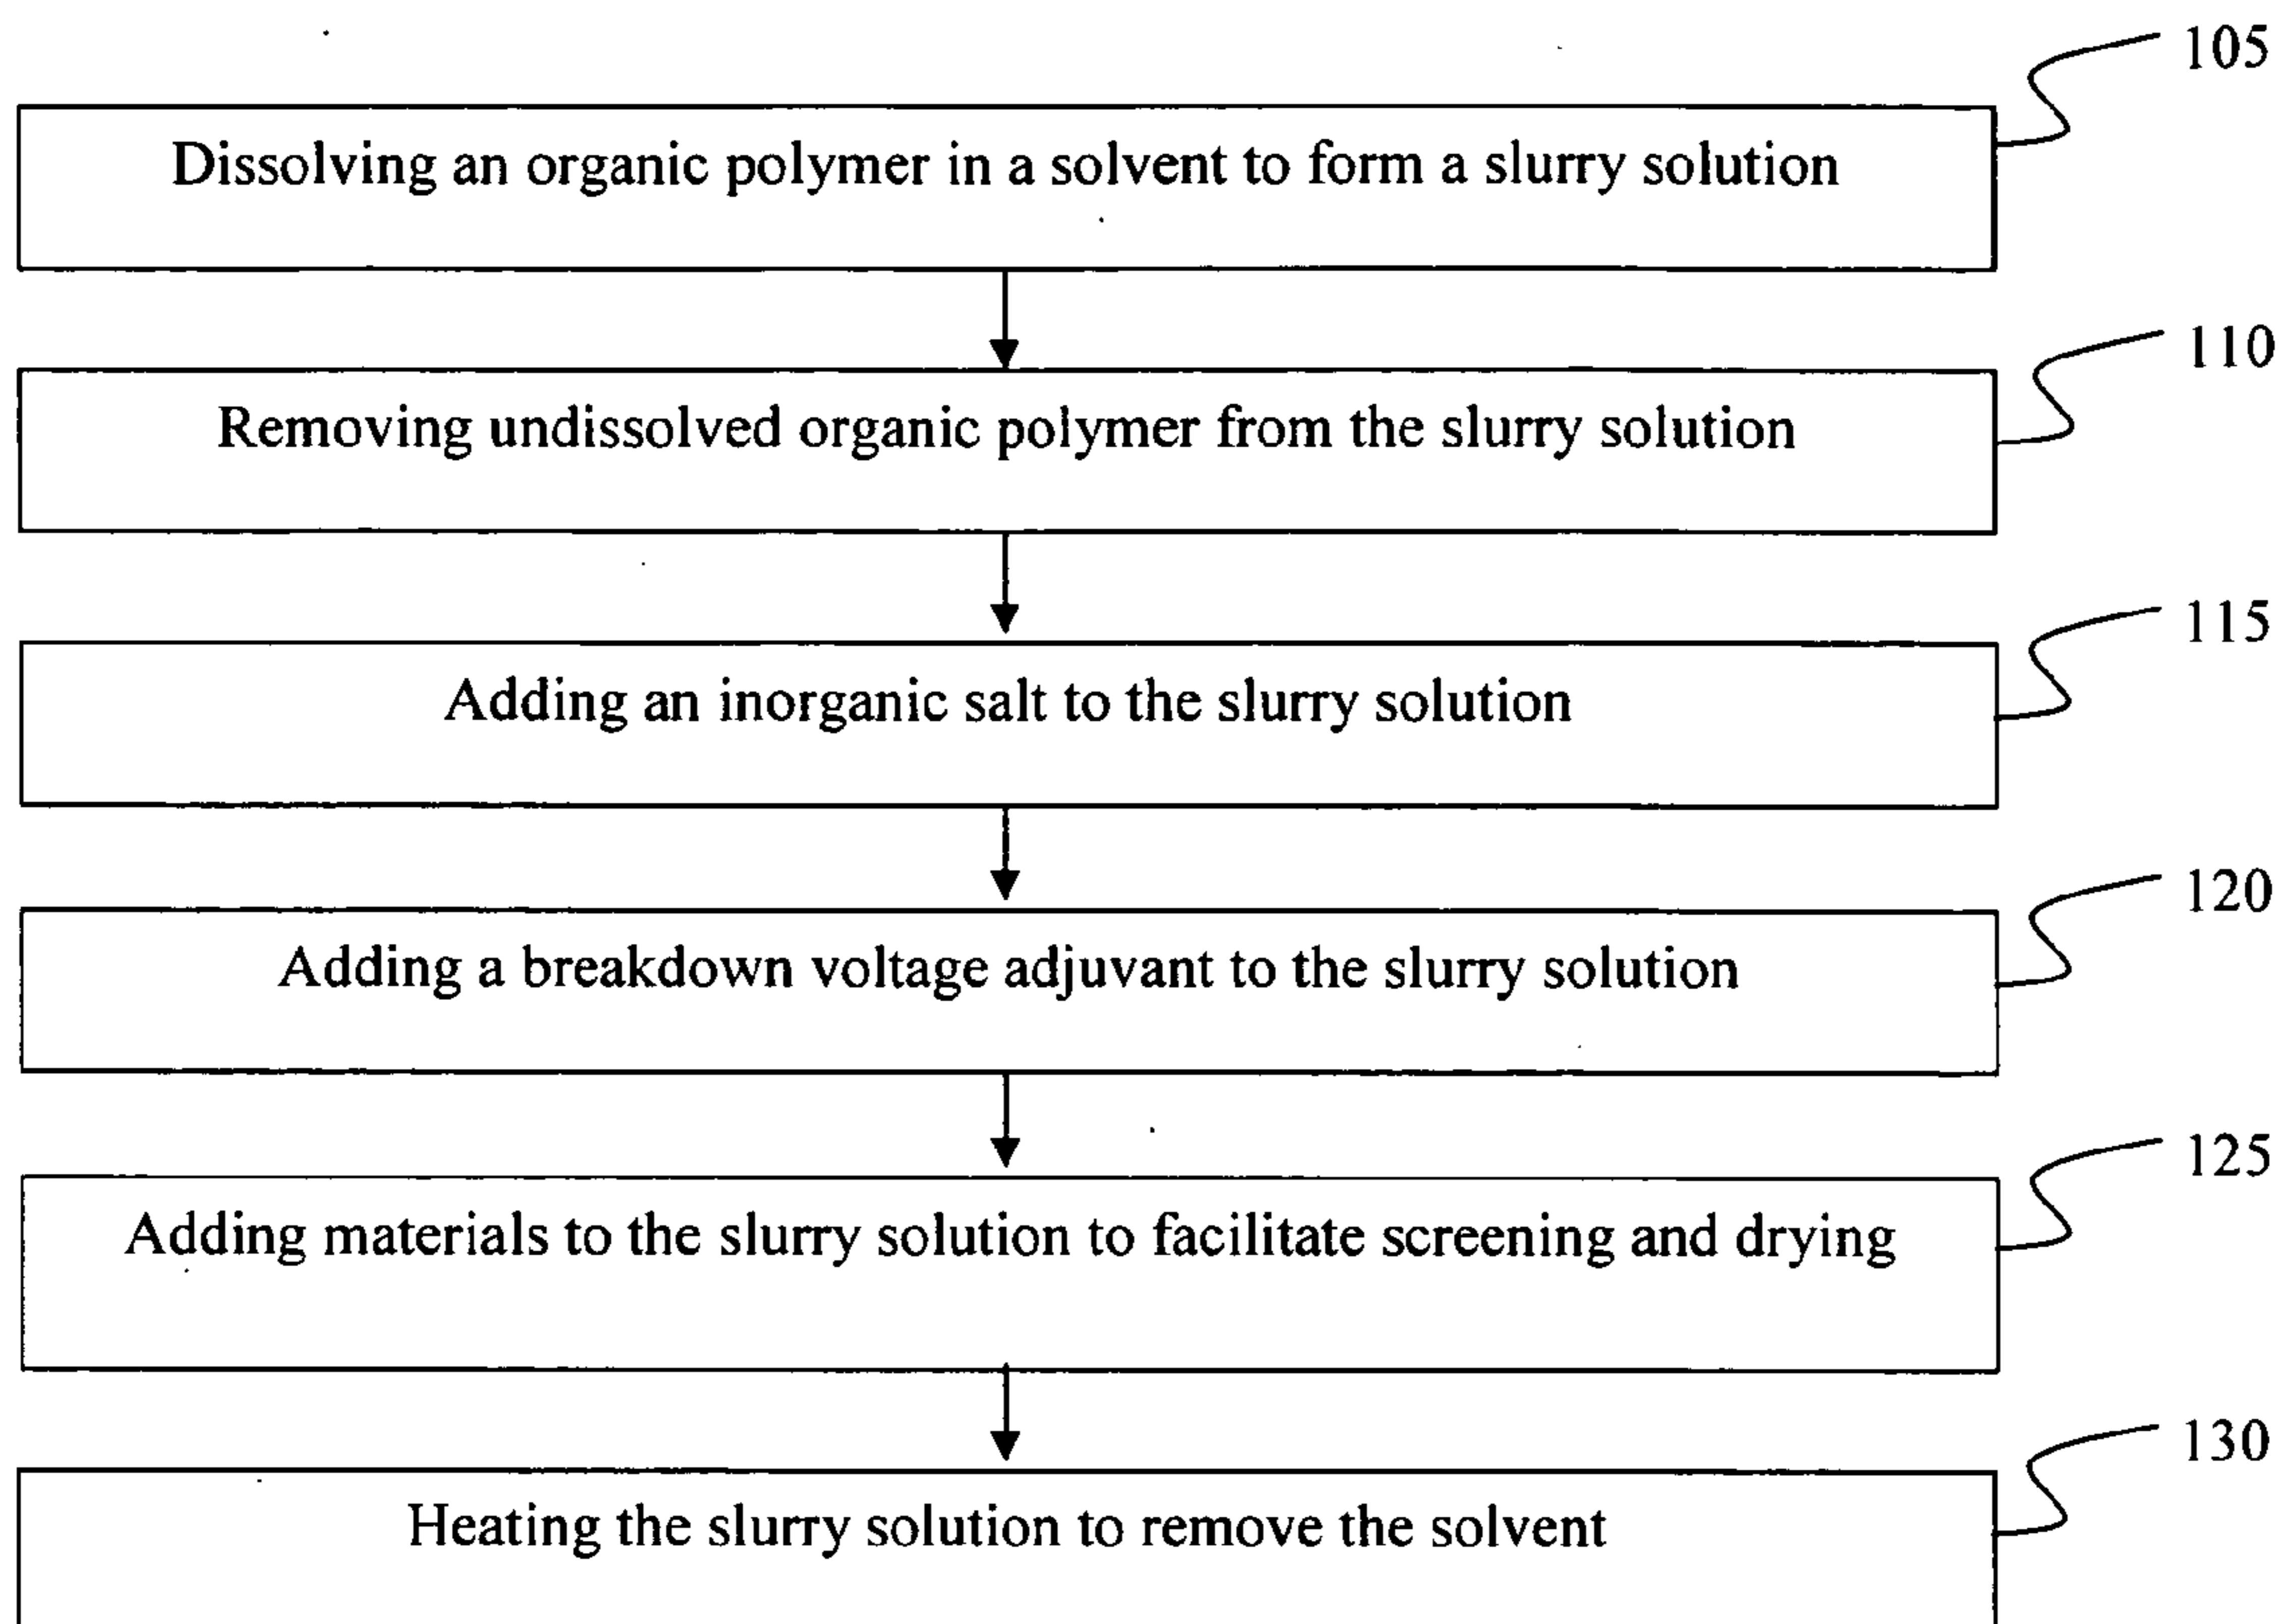 105
Dissolving an organic polymer in a solvent to form a slurry solution
110
Removing undissolved organic polymer from the slurry solution
115
Adding an inorganic salt to the slurry solution
120
Adding a breakdown voltage adjuvant to the slurry solution
125
Adding materials to the slurry solution to facilitate screening and drying
130
Heating the slurry solution to remove the solvent